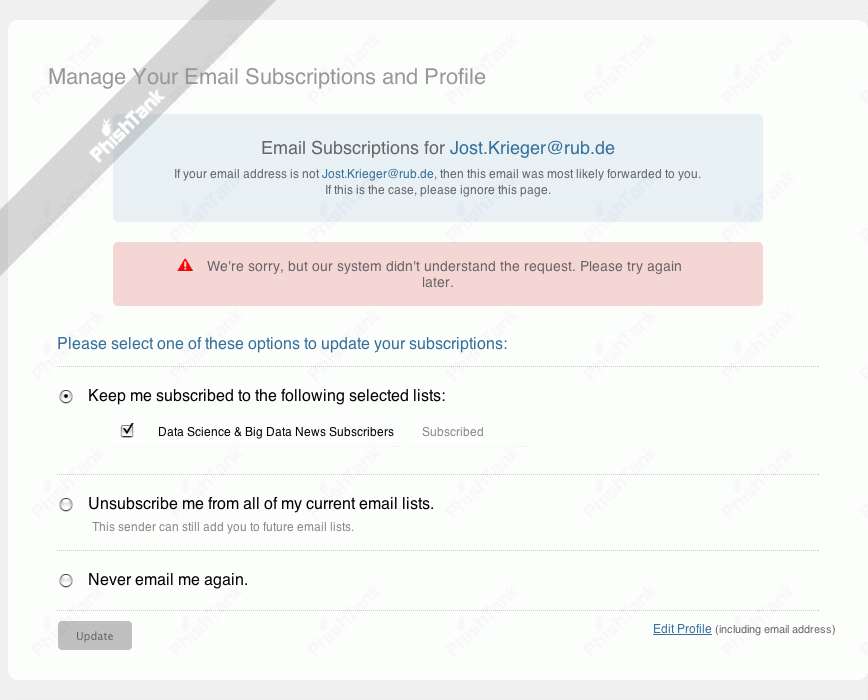 Manage Your Email Subscriptions and Profile
PhishTank
Email Subscriptions for Jost.Krieger@rub.de
If your email address is not Jost.Krieger@rub.de, then this email was most likely forwarded to you.
If this is the case, please ignore this page.
We're sorry, but our system didn't understand the request. Please try again
later.
Please select one of these options to update your subscriptions:
Keep me subscribed to the following selected lists:
Data Science & Big Data News Subscribers Subscribed
Unsubscribe me from all of my current email lists.
This sender can still add you to future email lists.
Never email me again.
Update
Edit Profile (including email address)